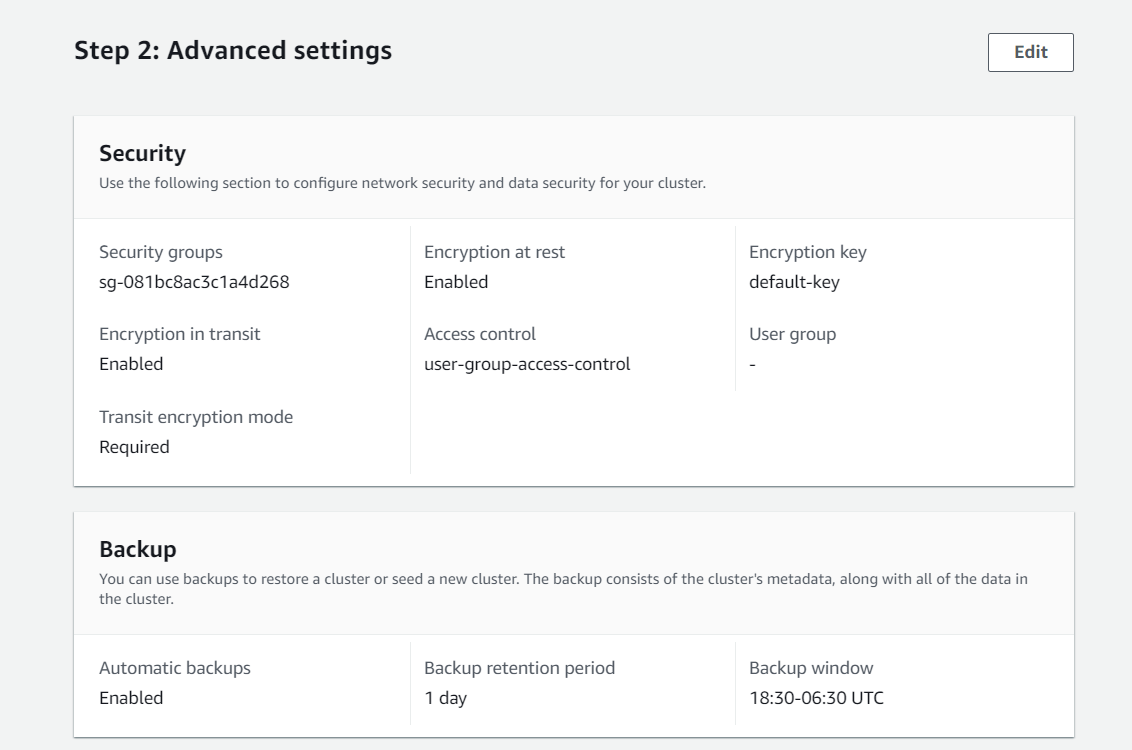 Step 2: Advanced settings
Edit
Security
Use the following section to configure network security and data security for your cluster.
Security groups
sg-081bc8ac3c1a4d268
Encryption at rest
Enabled
Encryption key
default-key
Encryption in transit
Enabled
Access control
user-group-access-control
User group
-
Transit encryption mode
Required
Backup
You can use backups to restore a cluster or seed a new cluster. The backup consists of the cluster's metadata, along with all of the data in
the cluster.
Automatic backups
Enabled
Backup retention period
1 day
Backup window
18:30-06:30 UTC